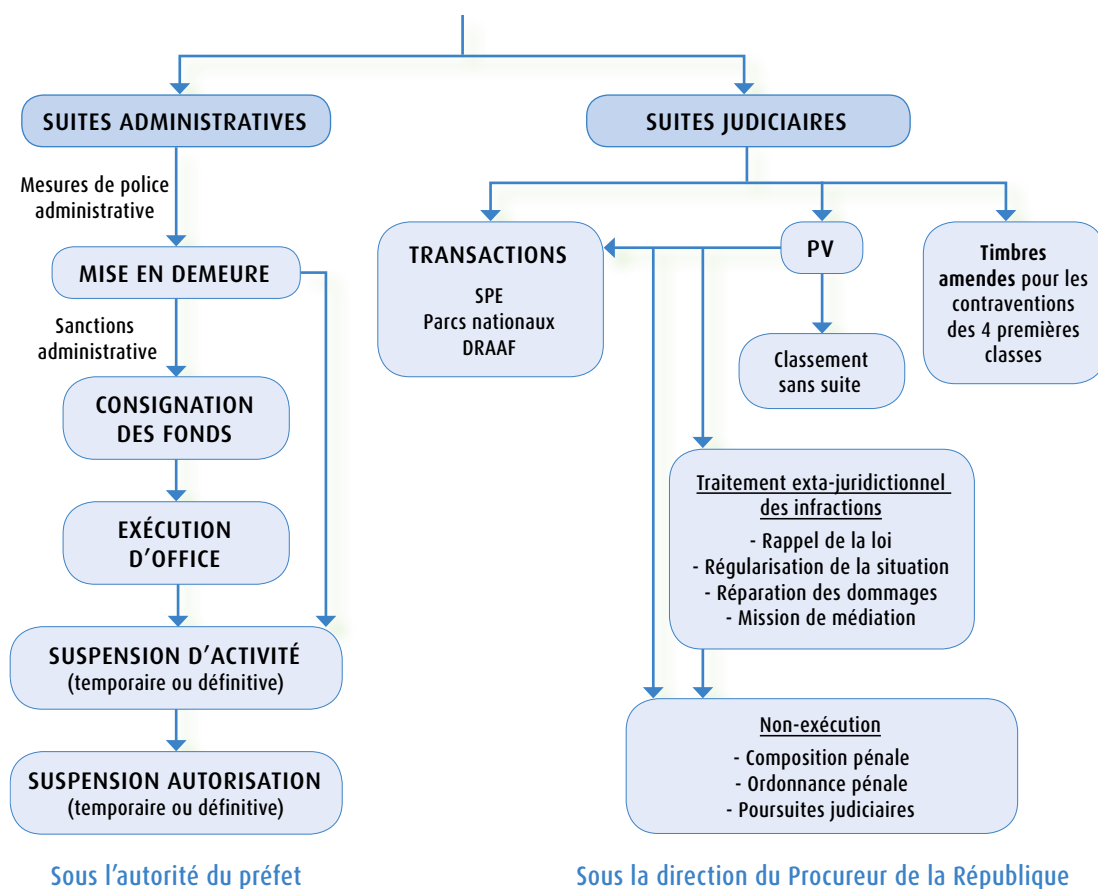 SUITES ADMINISTRATIVES
Mesures de police
administrative
MISE EN DEMEURE
Sanctions
administrative
CONSIGNATION
DES FONDS
EXÉCUTION
D'OFFICE
SUSPENSION D'ACTIVITÉ
(temporaire ou définitive)
SUSPENSION AUTORISATION
(temporaire ou définitive)
Sous l'autorité du préfet
SUITES JUDICIAIRES
TRANSACTIONS
SPE
Parcs nationaux
DRAAF
PV
Classement
sans suite
Timbres
amendes pour les
contraventions
des 4 premières
classes
Traitement exta-juridictionnel
des infractions
- Rappel de la loi
- Régularisation de la situation
- Réparation des dommages
- Mission de médiation
Non-exécution
- Composition pénale
- Ordonnance pénale
- Poursuites judiciaires
Sous la direction du Procureur de la République